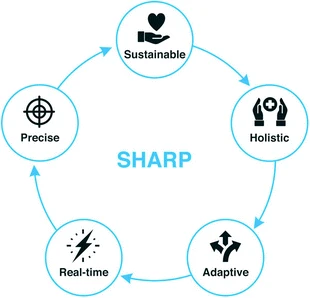 Sustainable
Holistic
Adaptive
Real-time
Precise
SHARP